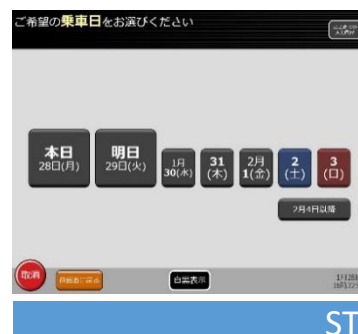 ご希望の乗車日をお選びください
本日
28日(月)
明日
29日(火)
1月
30(水)
31
(木)
2月
1(金)
2
(土)
3
(日)
2月4日以降
取消
白黒表示
ST